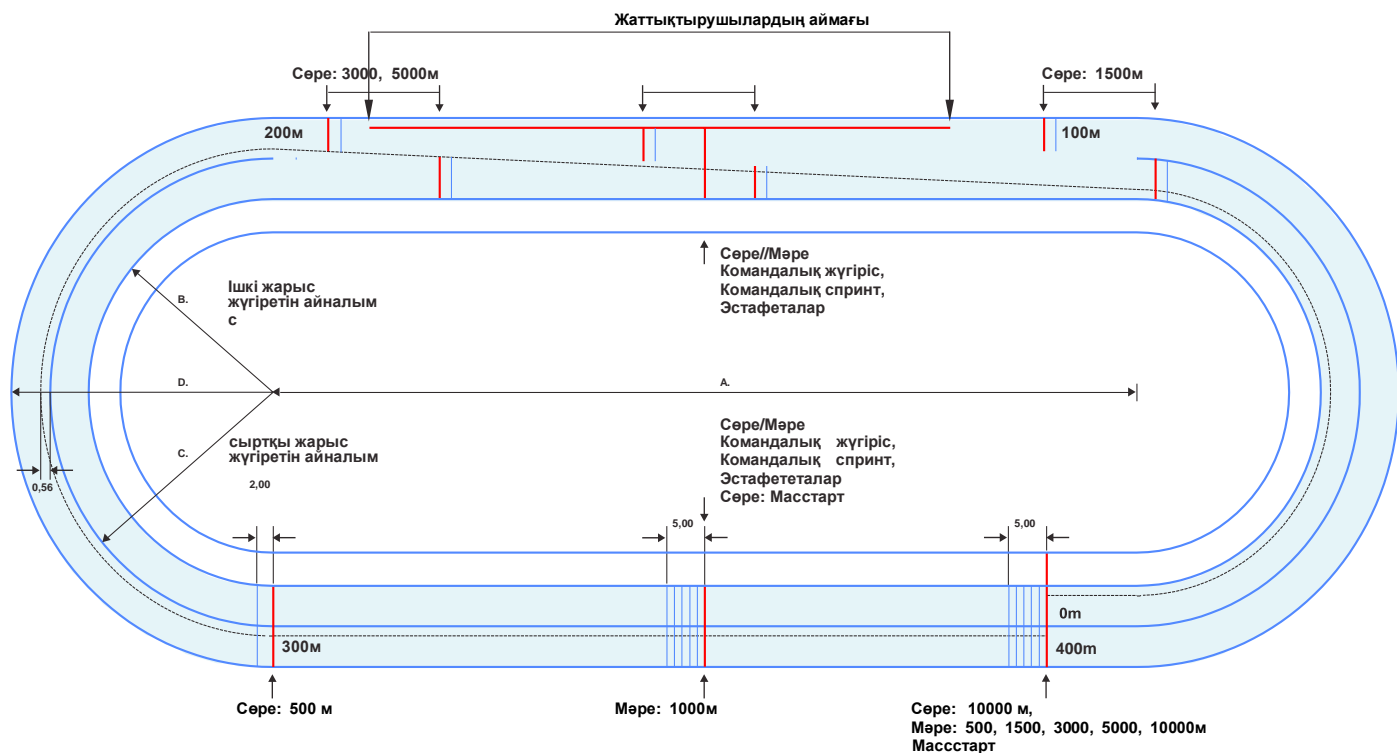 Жаттықтырушылардың аймағы
Сөре: 3000, 5000м
Сөре: 1500м
200м
100м
Сөре//Мәре
Командалық жүгіріс,
Командалық спринт,
Эстафеталар
Ішкі жарыс
жүгіретін айналым
с
B.
D.
A.
C.
сыртқы жарыс
жүгіретін айналым
0,56
2,00
Сөре/Мәре
Командалық жүгіріс,
Командалық спринт,
Эстафететалар
Сөре: Масстарт
5,00
5,00
0m
300м
400m
Сөре: 500 м
Мәре: 1000м
Сөре: 10000 м,
Мәре: 500, 1500, 3000, 5000, 10000м
Массстарт